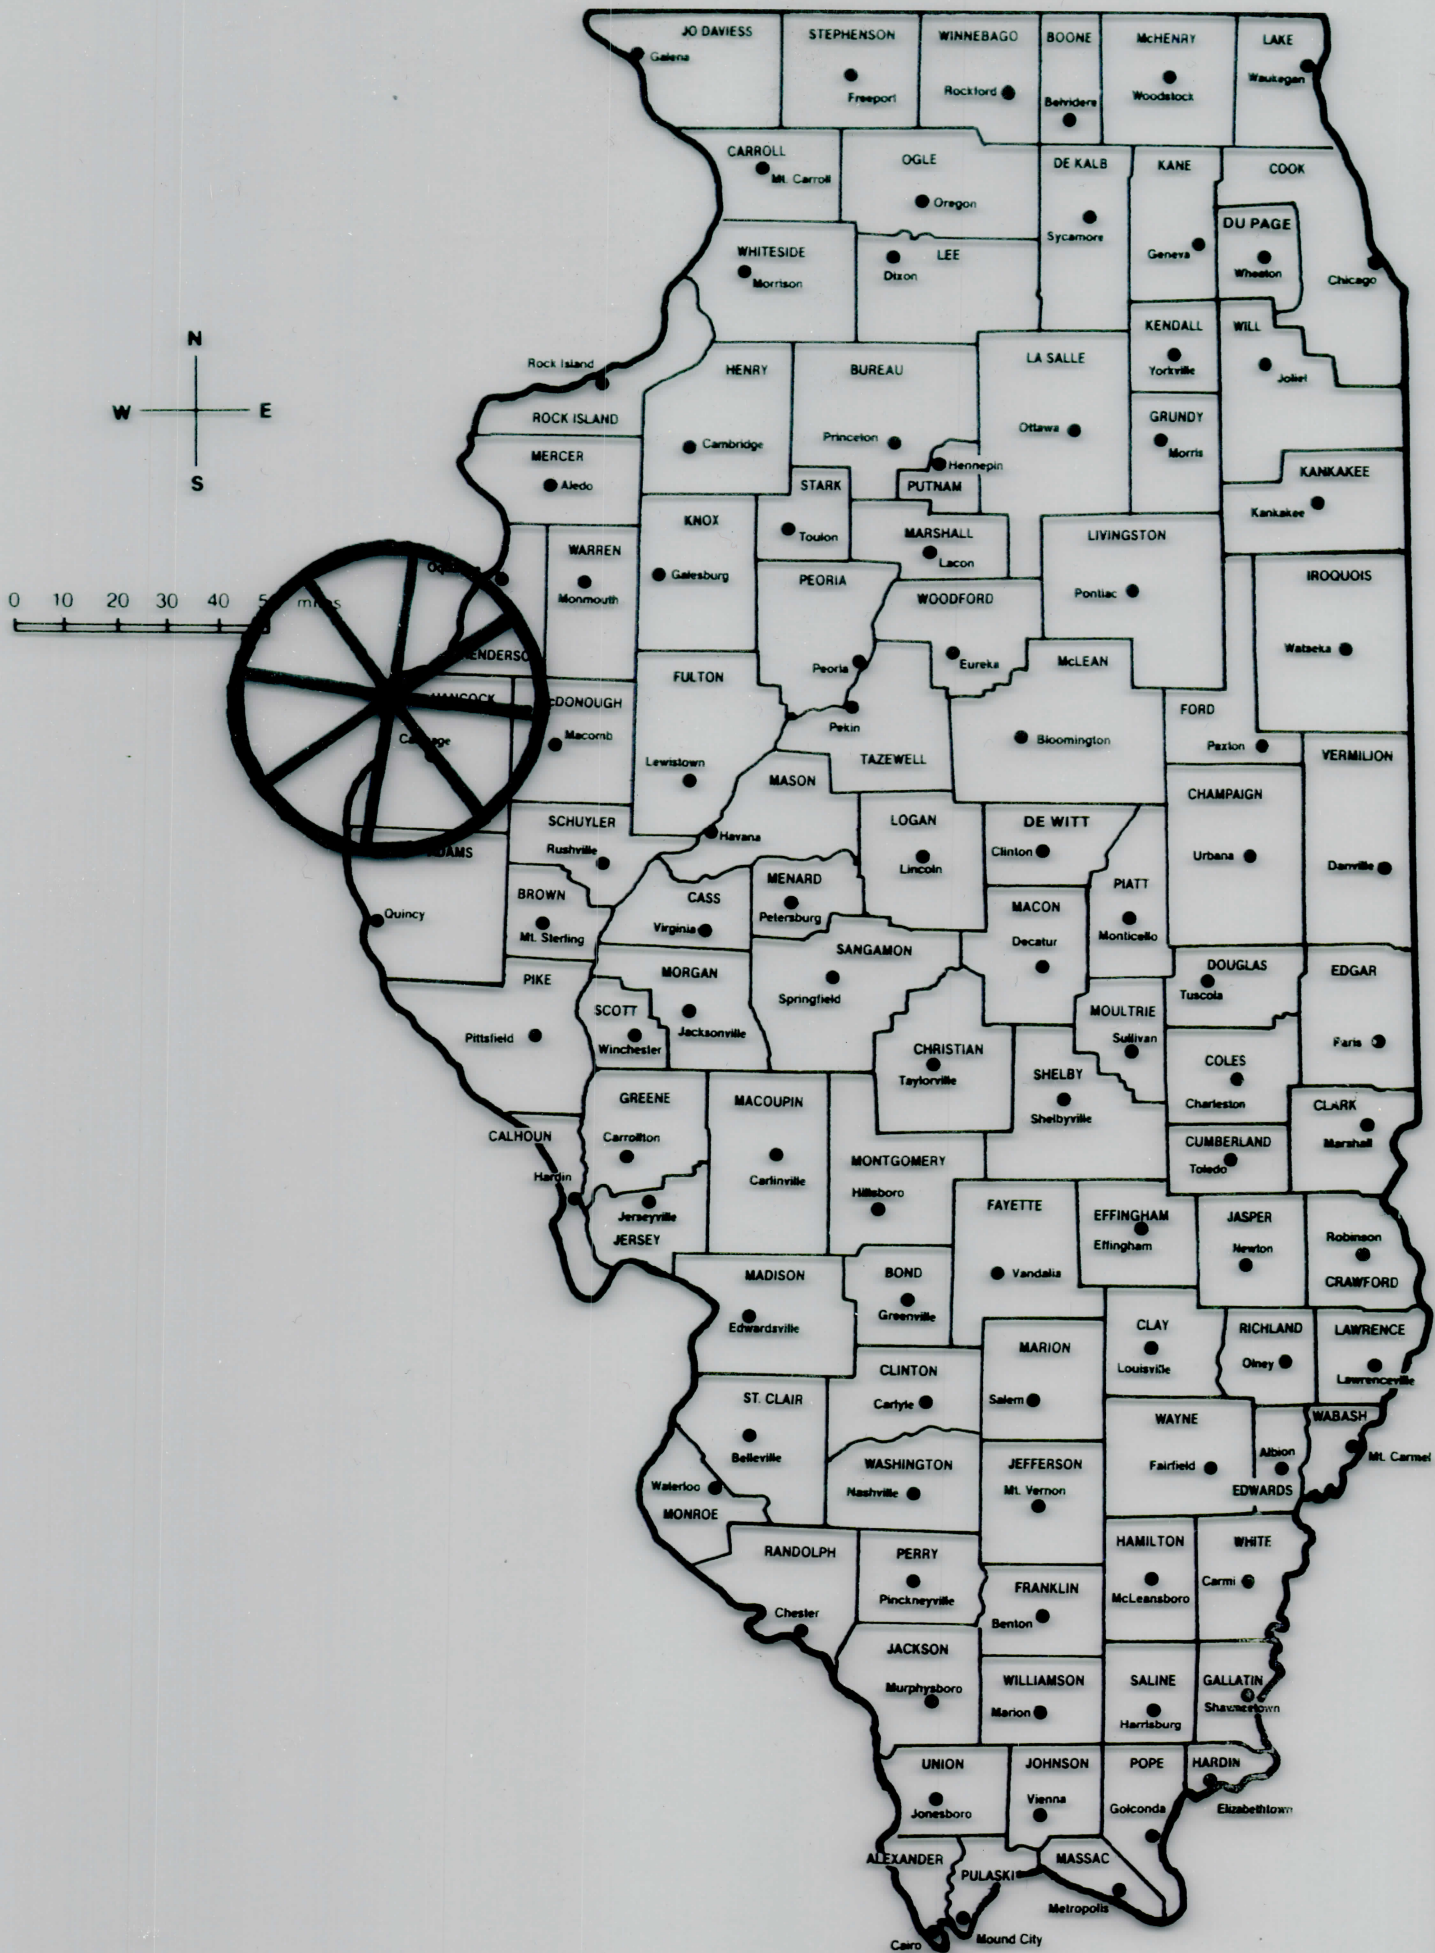 JO DAVIESS
STEPHENSON
WINNEBAGO
BOONE
McHENRY
LAKE
Galena
Freeport
Rockford
Belvidere
Woodstock
Waukegan
CARROLL
Mt. Carroll
OGLE
Oregon
DE KALB
Sycamore
KANE
Geneva
COOK
DU PAGE
Wheaton
Chicago
WHITESIDE
Morrison
LEE
Dixon
KENDALL
Yorkville
WILL
Joliet
N
W E
S
Rock Island
ROCK ISLAND
HENRY
Cambridge
BUREAU
Princeton
LA SALLE
Ottawa
GRUNDY
Morris
MERCER
Aledo
Hennepin
PUTNAM
KANKAKEE
Kankakee
STARK
Toulon
KNOX
Galesburg
WARREN
Monmouth
MARSHALL
Lacon
LIVINGSTON
Pontiac
IROQUOIS
Watseka
0 10 20 30 40
PEORIA
Peoria
WOODFORD
Eureka
McLEAN
Bloomington
FULTON
Lewistown
Pekin
TAZEWELL
FORD
Paxton
HANCOCK
Macomb
VERMILION
Danville
MASON
Havana
CHAMPAIGN
Urbana
SCHUYLER
Rushville
LOGAN
Lincoln
DE WITT
Clinton
ADAMS
Quincy
BROWN
Mt. Sterling
CASS
Virginia
MENARD
Petersburg
MACON
Decatur
PIATT
Monticello
SANGAMON
Springfield
PIKE
Pittsfield
MORGAN
Jacksonville
SCOTT
Winchester
DOUGLAS
Tuscola
EDGAR
Paris
MOULTRIE
Sullivan
CHRISTIAN
Taylorville
SHELBY
Shelbyville
COLES
Charleston
CLARK
Marshall
GREENE
Carrollton
MACOUPIN
Carlinville
CALHOUN
Hardin
MONTGOMERY
Hillsboro
CUMBERLAND
Toledo
Jerseyville
JERSEY
FAYETTE
Vandalia
EFFINGHAM
Effingham
JASPER
Newton
Robinson
CRAWFORD
MADISON
Edwardsville
BOND
Greenville
CLAY
Louisville
RICHLAND
Olney
LAWRENCE
Lawrenceville
MARION
Salem
CLINTON
Carlyle
ST. CLAIR
Belleville
WAYNE
Fairfield
WABASH
Mt. Carmel
Albion
EDWARDS
WASHINGTON
Nashville
JEFFERSON
Mt. Vernon
Waterloo
MONROE
RANDOLPH
Chester
PERRY
Pinckneyville
HAMILTON
McLeansboro
WHITE
Carmi
FRANKLIN
Benton
JACKSON
Murphysboro
WILLIAMSON
Marion
SALINE
Harrisburg
GALLATIN
Shawneetown
UNION
Jonesboro
JOHNSON
Vienna
POPE
Golconda
HARDIN
Elizabethtown
ALEXANDER
PULASKI
MASSAC
Metropolis
Cairo
Mound City